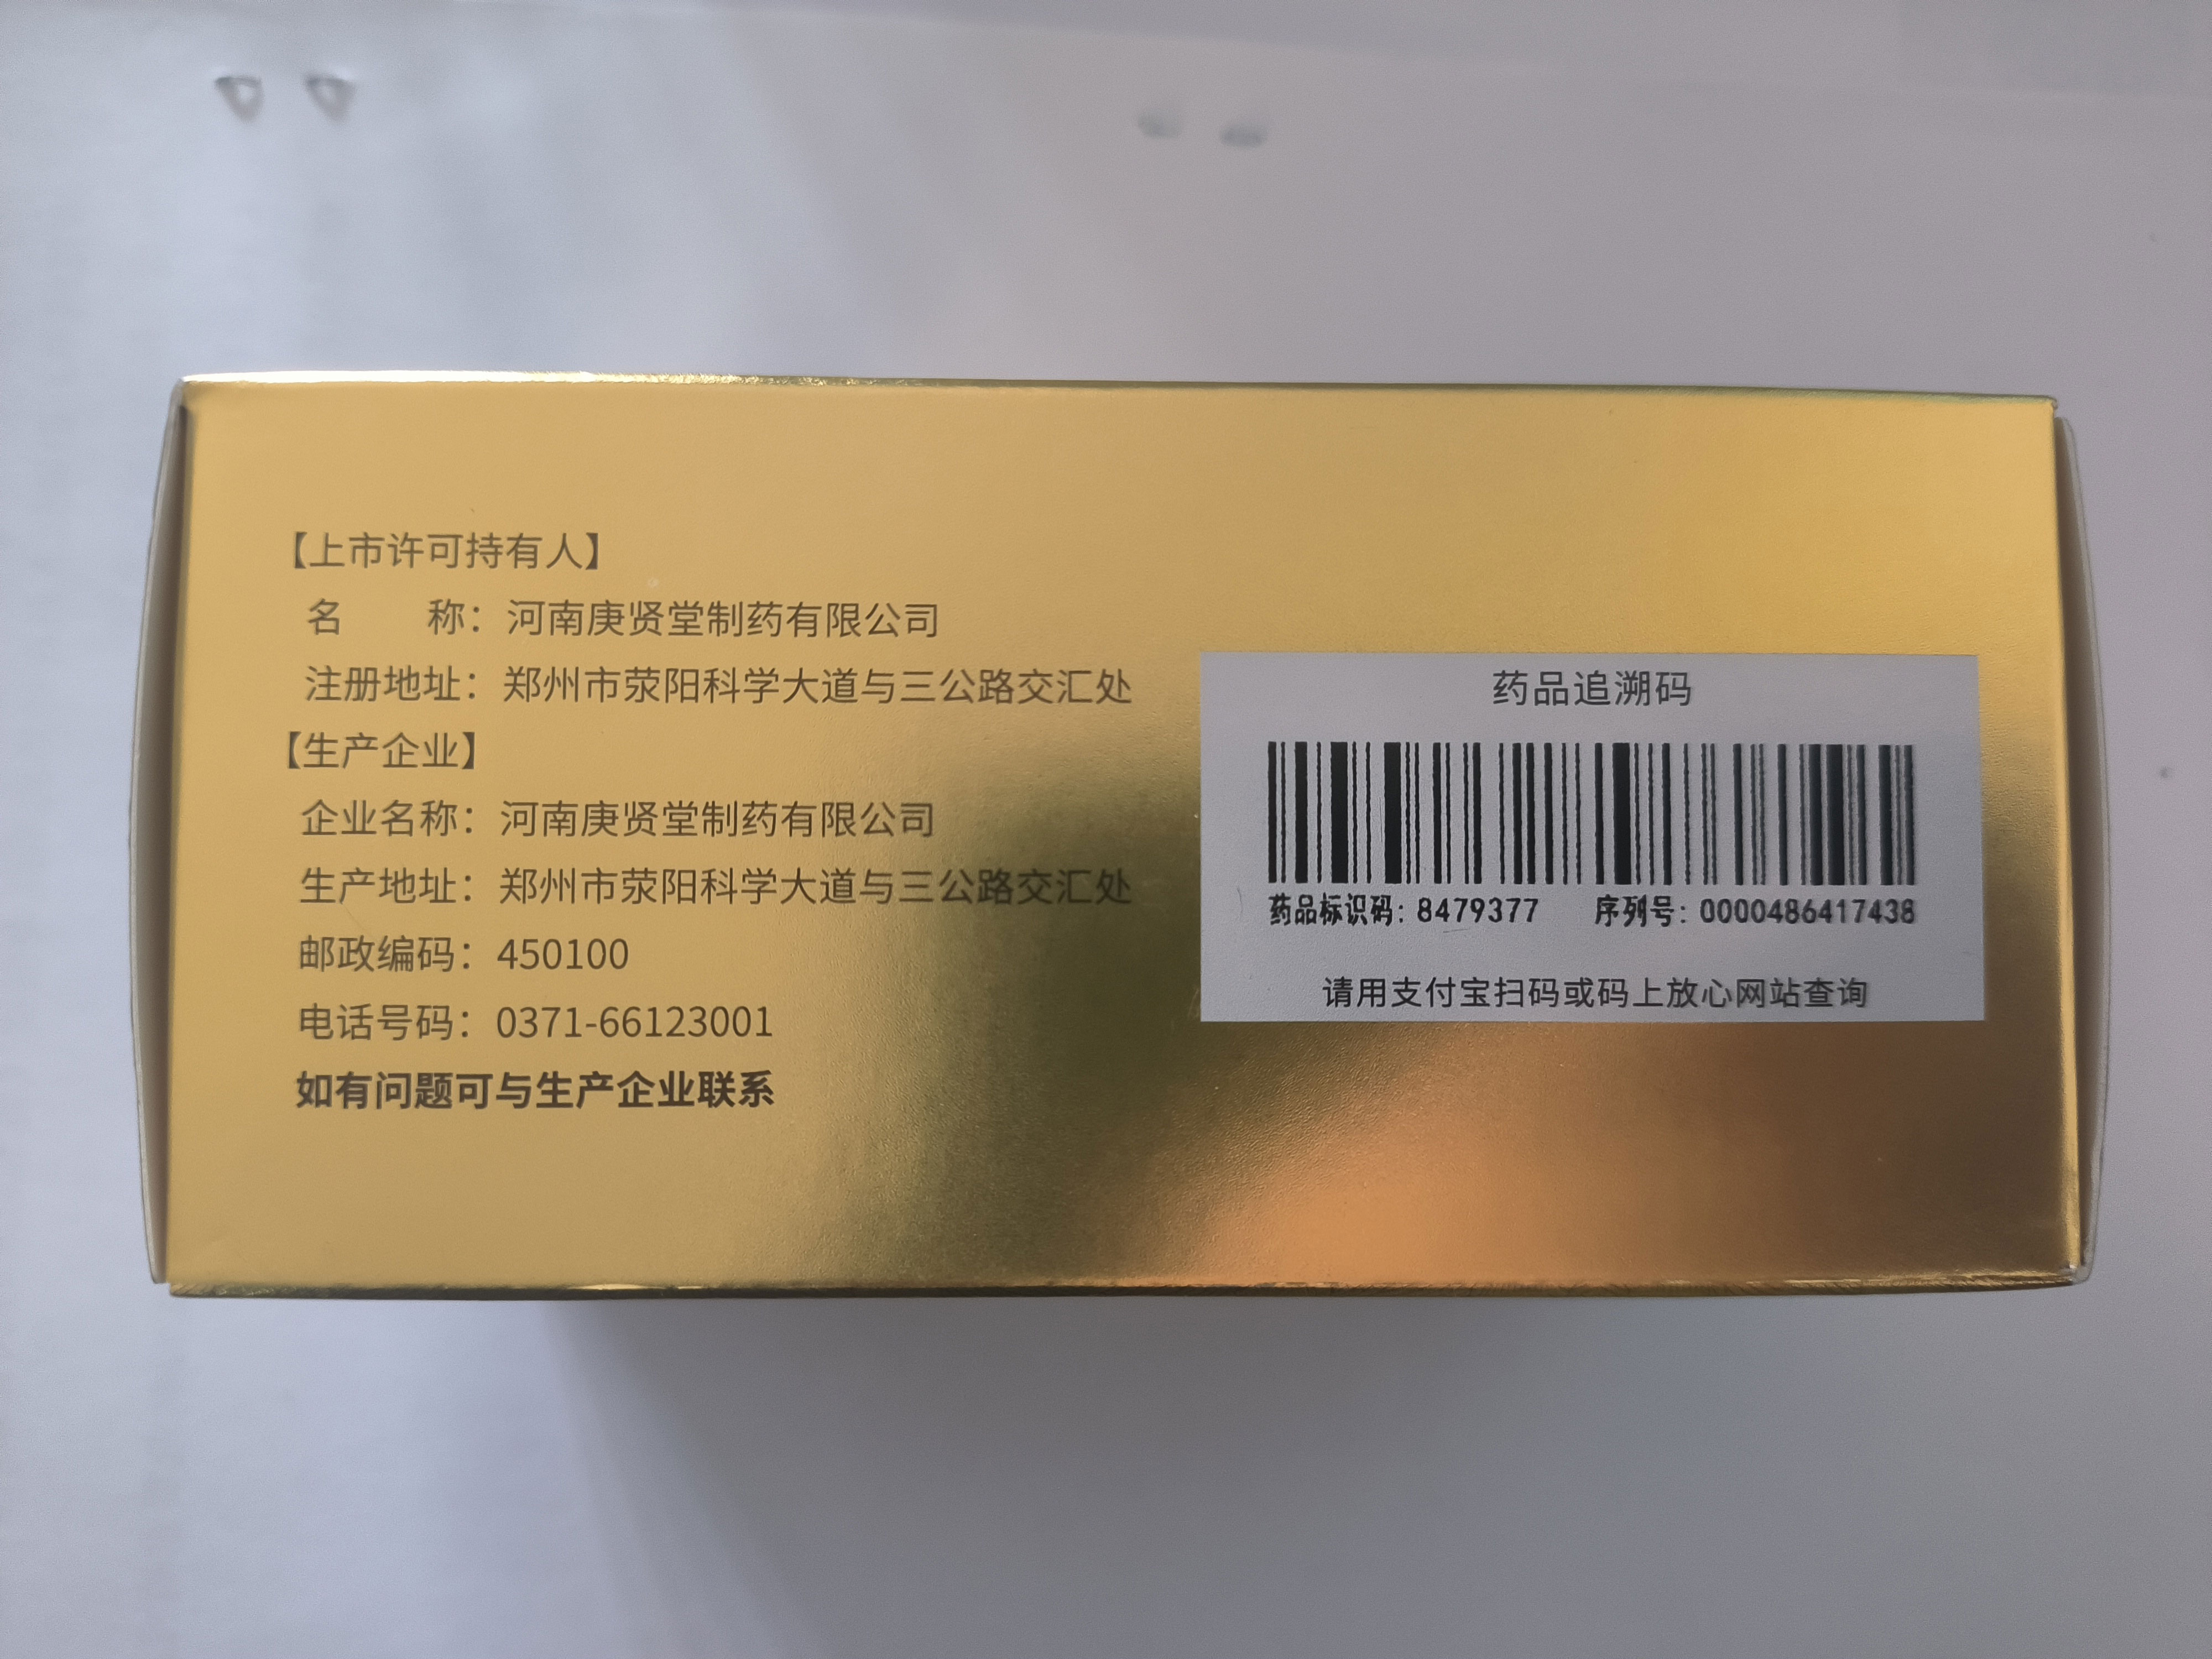 【上市许可持有人】
名 称：河南庚贤堂制药有限公司
注册地址：郑州市荥阳科学大道与三公路交汇处
【生产企业】
企业名称：河南庚贤堂制药有限公司
生产地址：郑州市荥阳科学大道与三公路交汇处
邮政编码：450100
电话号码：0371-66123001
如有问题可与生产企业联系
药品追溯码
药品标识码：8479377 序列号：0000486417438
请用支付宝扫码或码上放心网站查询